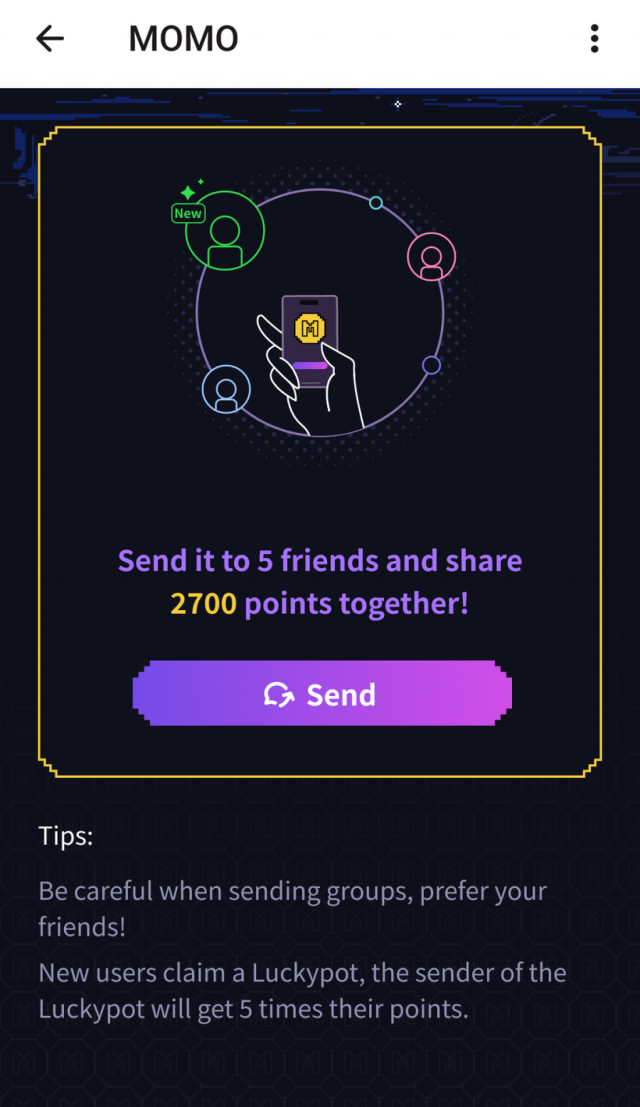 MOMO
New
M
Send it to 5 friends and share
2700 points together!
Send
Tips:
Be careful when sending groups, prefer your
friends!
New users claim a Luckypot, the sender of the
Luckypot will get 5 times their points.